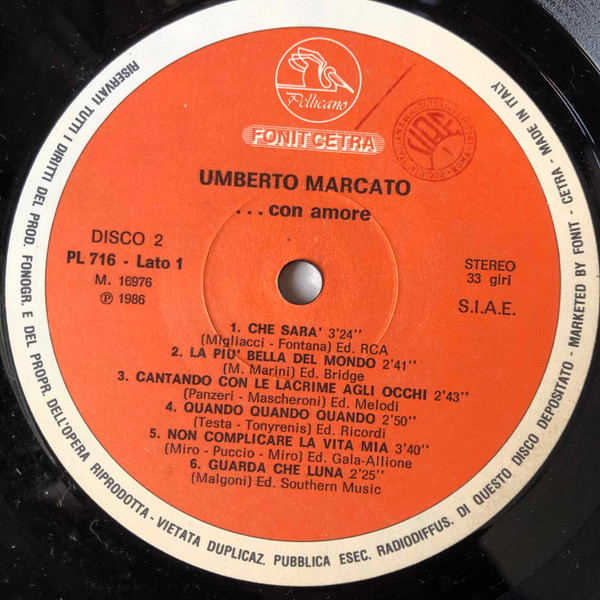 Pellicano
FONIT CETRA
UMBERTO MARCATO
...con amore
DISCO 2
PL 716 - Lato 1
M. 16976
Ⓟ 1986
STEREO
33 giri
S.I.A.E.
1. CHE SARA' 3'24''
(Migliacci - Fontana) Ed. RCA
2. LA PIU' BELLA DEL MONDO 2'41''
(M. Marini) Ed. Bridge
3. CANTANDO CON LE LACRIME AGLI OCCHI 2'43''
(Panzeri - Mascheroni) Ed. Melodi
4. QUANDO QUANDO QUANDO 2'50''
(Testa - Tonyrenis) Ed. Ricordi
5. NON COMPLICARE LA VITA MIA 3'40''
(Miro - Puccio - Miro) Ed. Gala-Allione
6. GUARDA CHE LUNA 2'25''
(Malgoni) Ed. Southern Music
RISERVATI TUTTI I DIRITTI DEL PROD. FONOGR. E DEL PROPR. DELL'OPERA RIPRODOTTA - VIETATA DUPLICAZ. PUBBLICA ESEC. RADIODIFFUS. DI QUESTO DISCO DEPOSITATO - MARKETED BY FONIT - CETRA - MADE IN ITALY